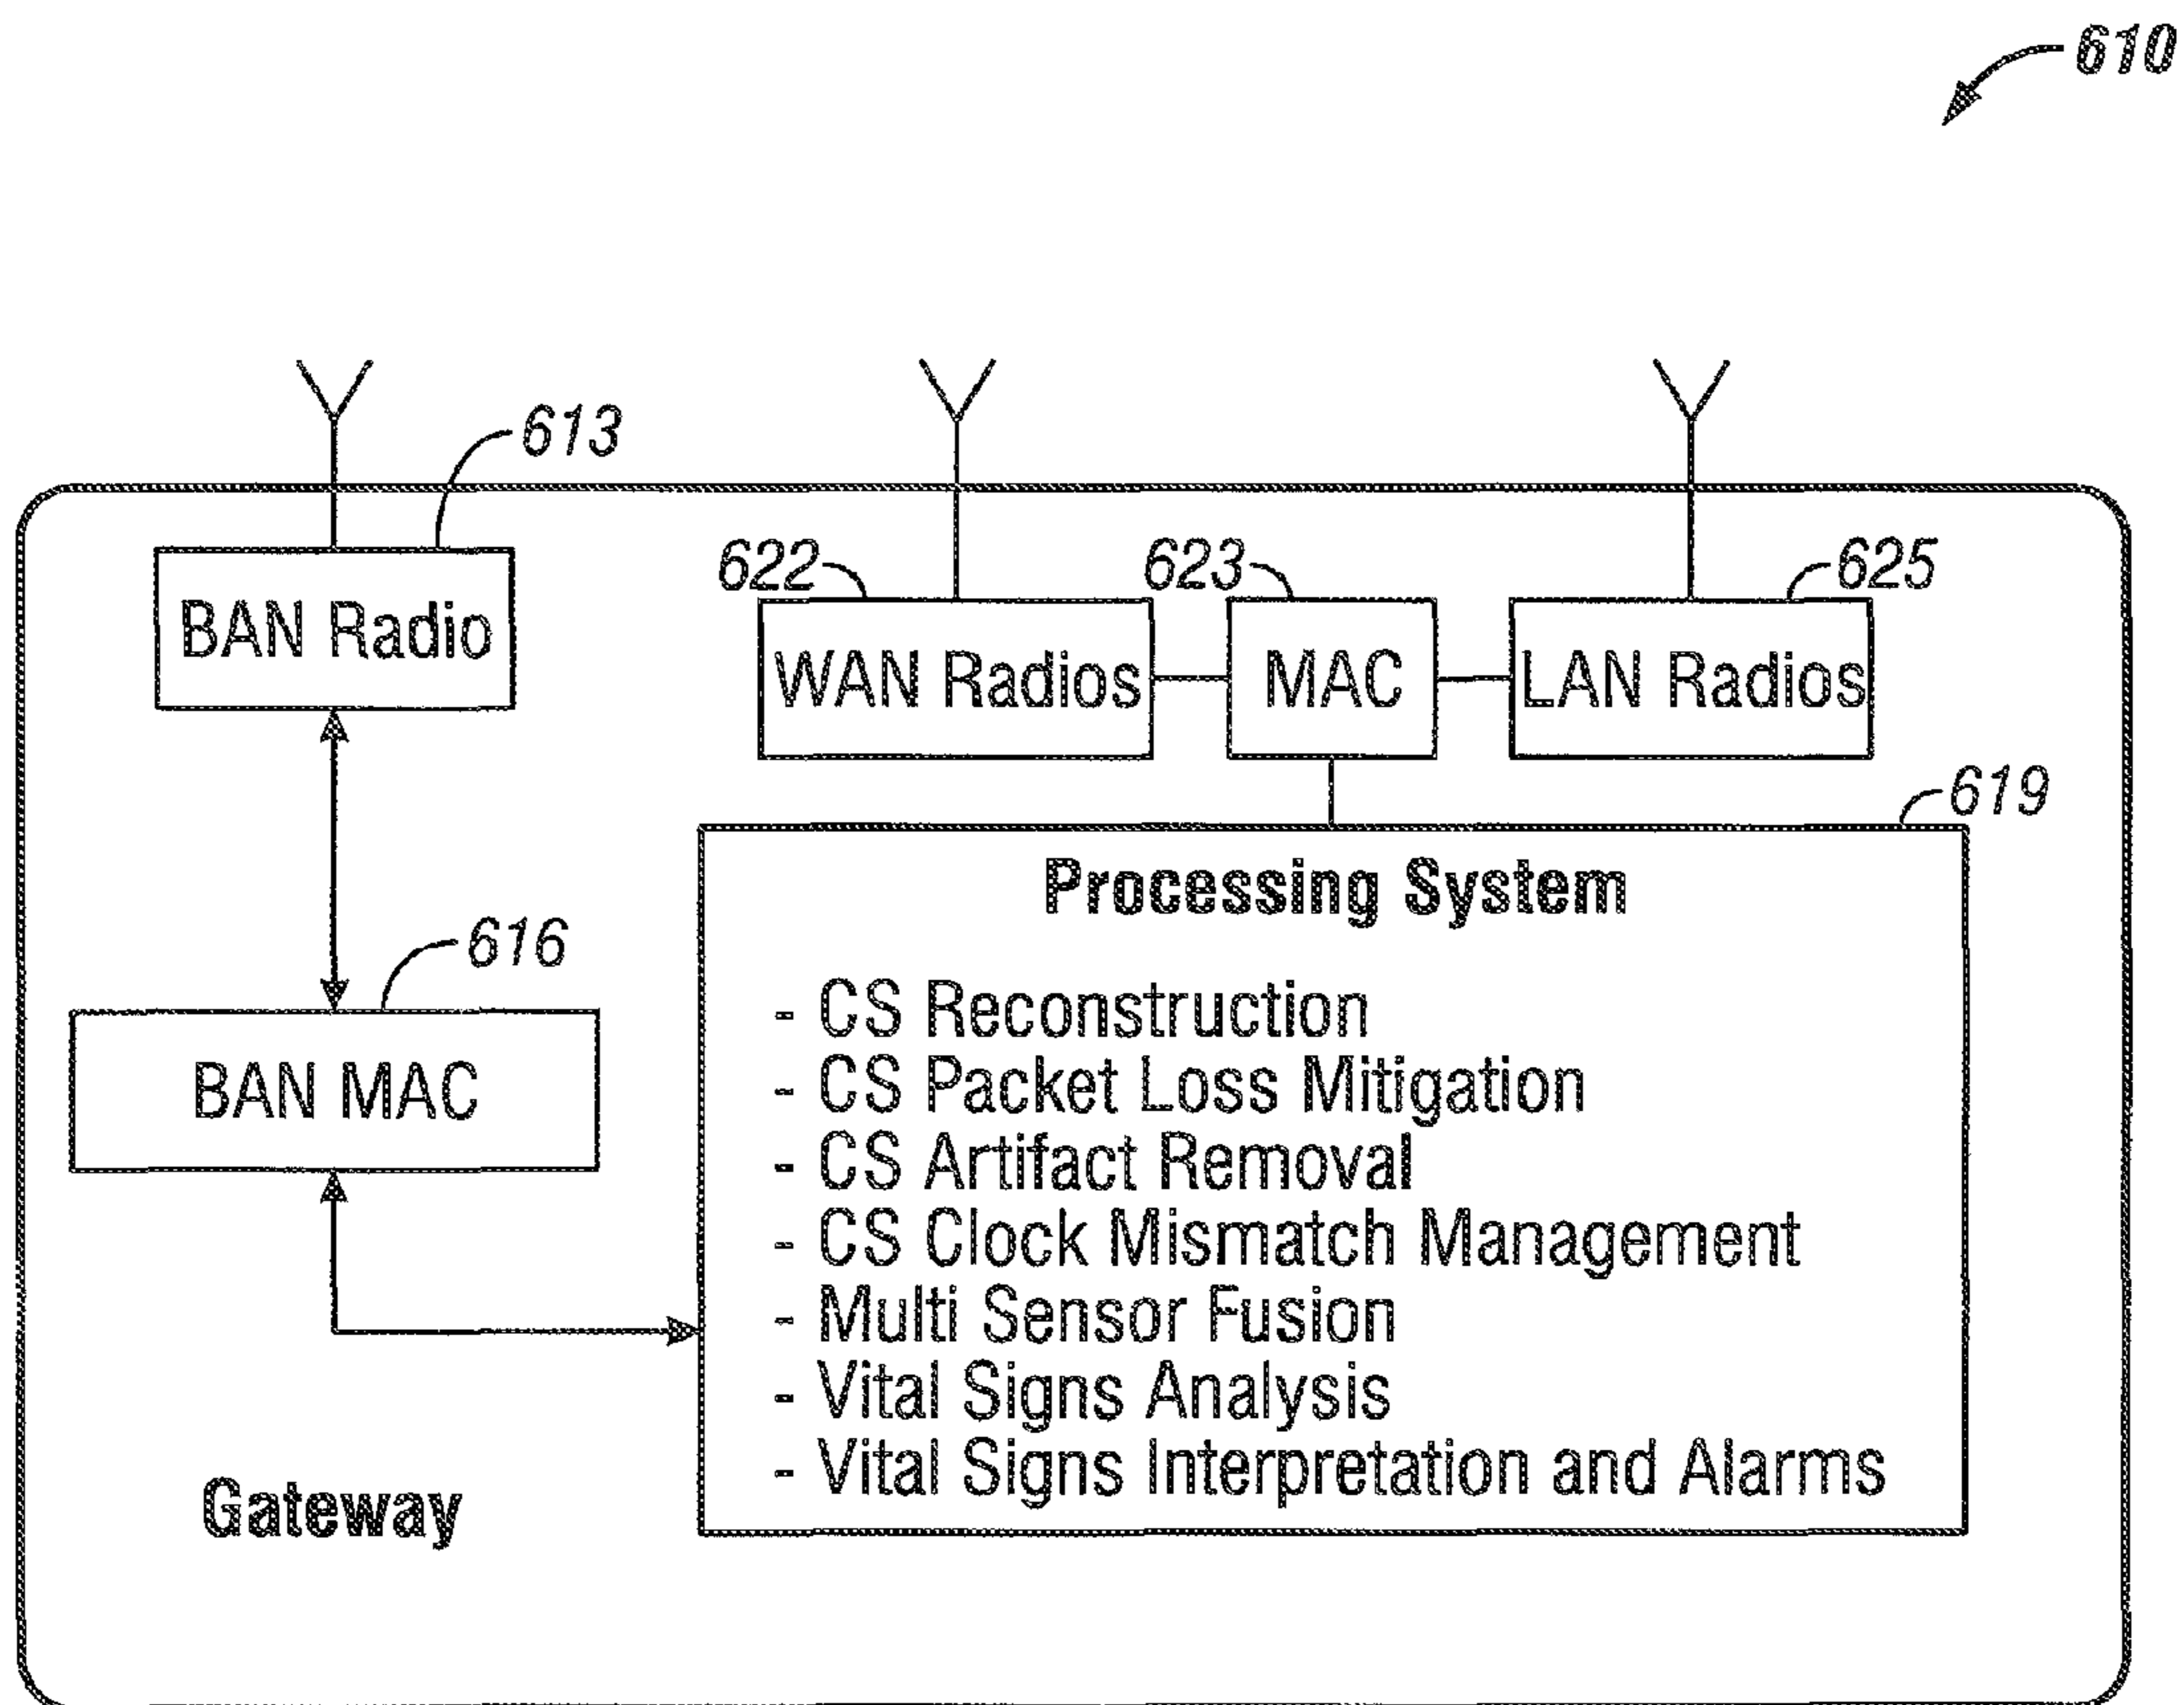 610
613
BAN Radio
622
623
625
WAN Radios
MAC
LAN Radios
619
616
BAN MAC
Processing System
- CS Reconstruction
- CS Packet Loss Mitigation
- CS Artifact Removal
- CS Clock Mismatch Management
- Multi Sensor Fusion
- Vital Signs Analysis
- Vital Signs Interpretation and Alarms
Gateway